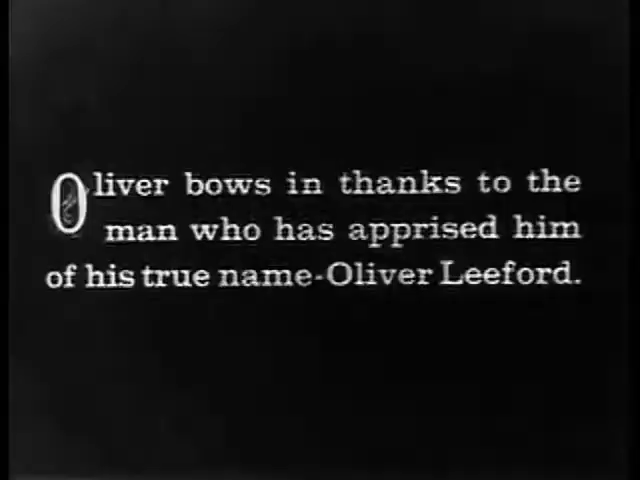 Oliver bows in thanks to the
man who has apprised him
of his true name-Oliver Leeford.